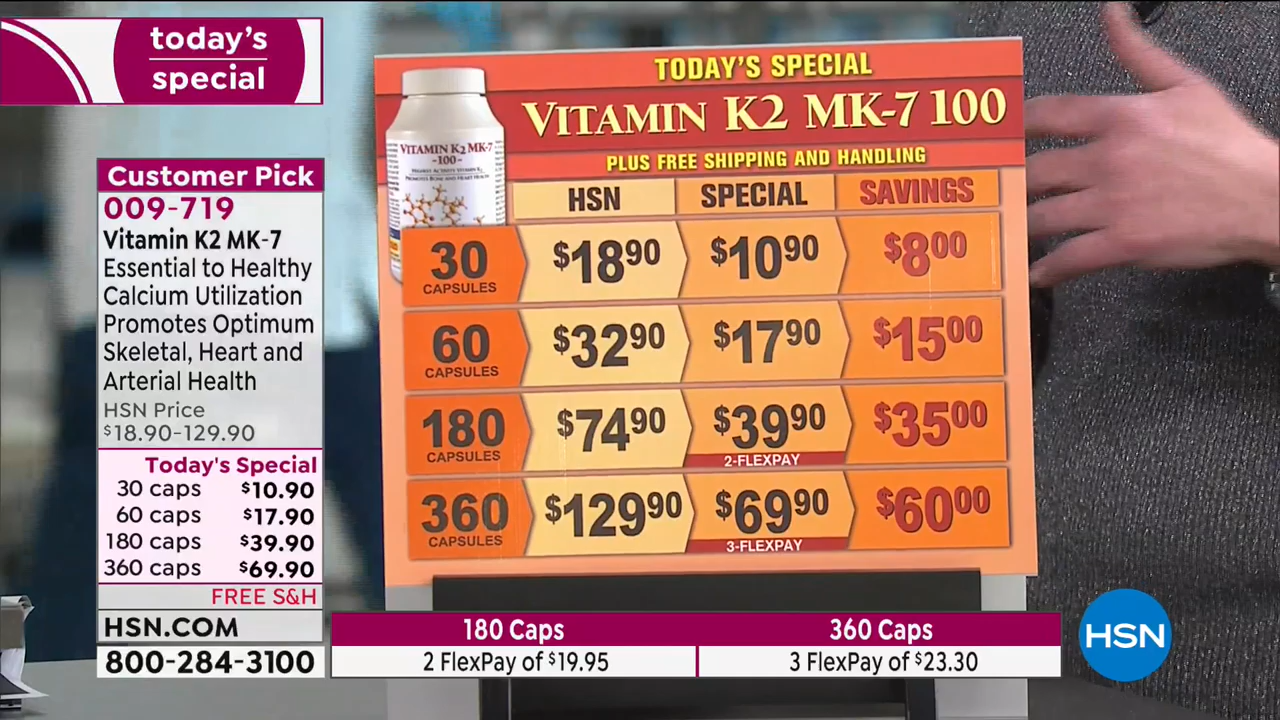 today's
special
Customer Pick
009-719
Vitamin K2 MK-7
Essential to Healthy
Calcium Utilization
Promotes Optimum
Skeletal, Heart and
Arterial Health
HSN Price
$18.90-129.90
Today's Special
30 caps $10.90
60 caps $17.90
180 caps $39.90
360 caps $69.90
FREE S&H
HSN.COM
800-284-3100
TODAY'S SPECIAL
VITAMIN K2 MK-7 100
PLUS FREE SHIPPING AND HANDLING
HSN SPECIAL SAVINGS
30 CAPSULES $18.90 $10.90 $8.00
60 CAPSULES $32.90 $17.90 $15.00
180 CAPSULES $74.90 $39.90 $35.00
2-FLEXPAY
360 CAPSULES $129.90 $69.90 $60.00
3-FLEXPAY
VITAMIN K2 MK-7
-100-
PROMOTES BONE AND HEART HEALTH
180 Caps 360 Caps
2 FlexPay of $19.95 3 FlexPay of $23.30
HSN